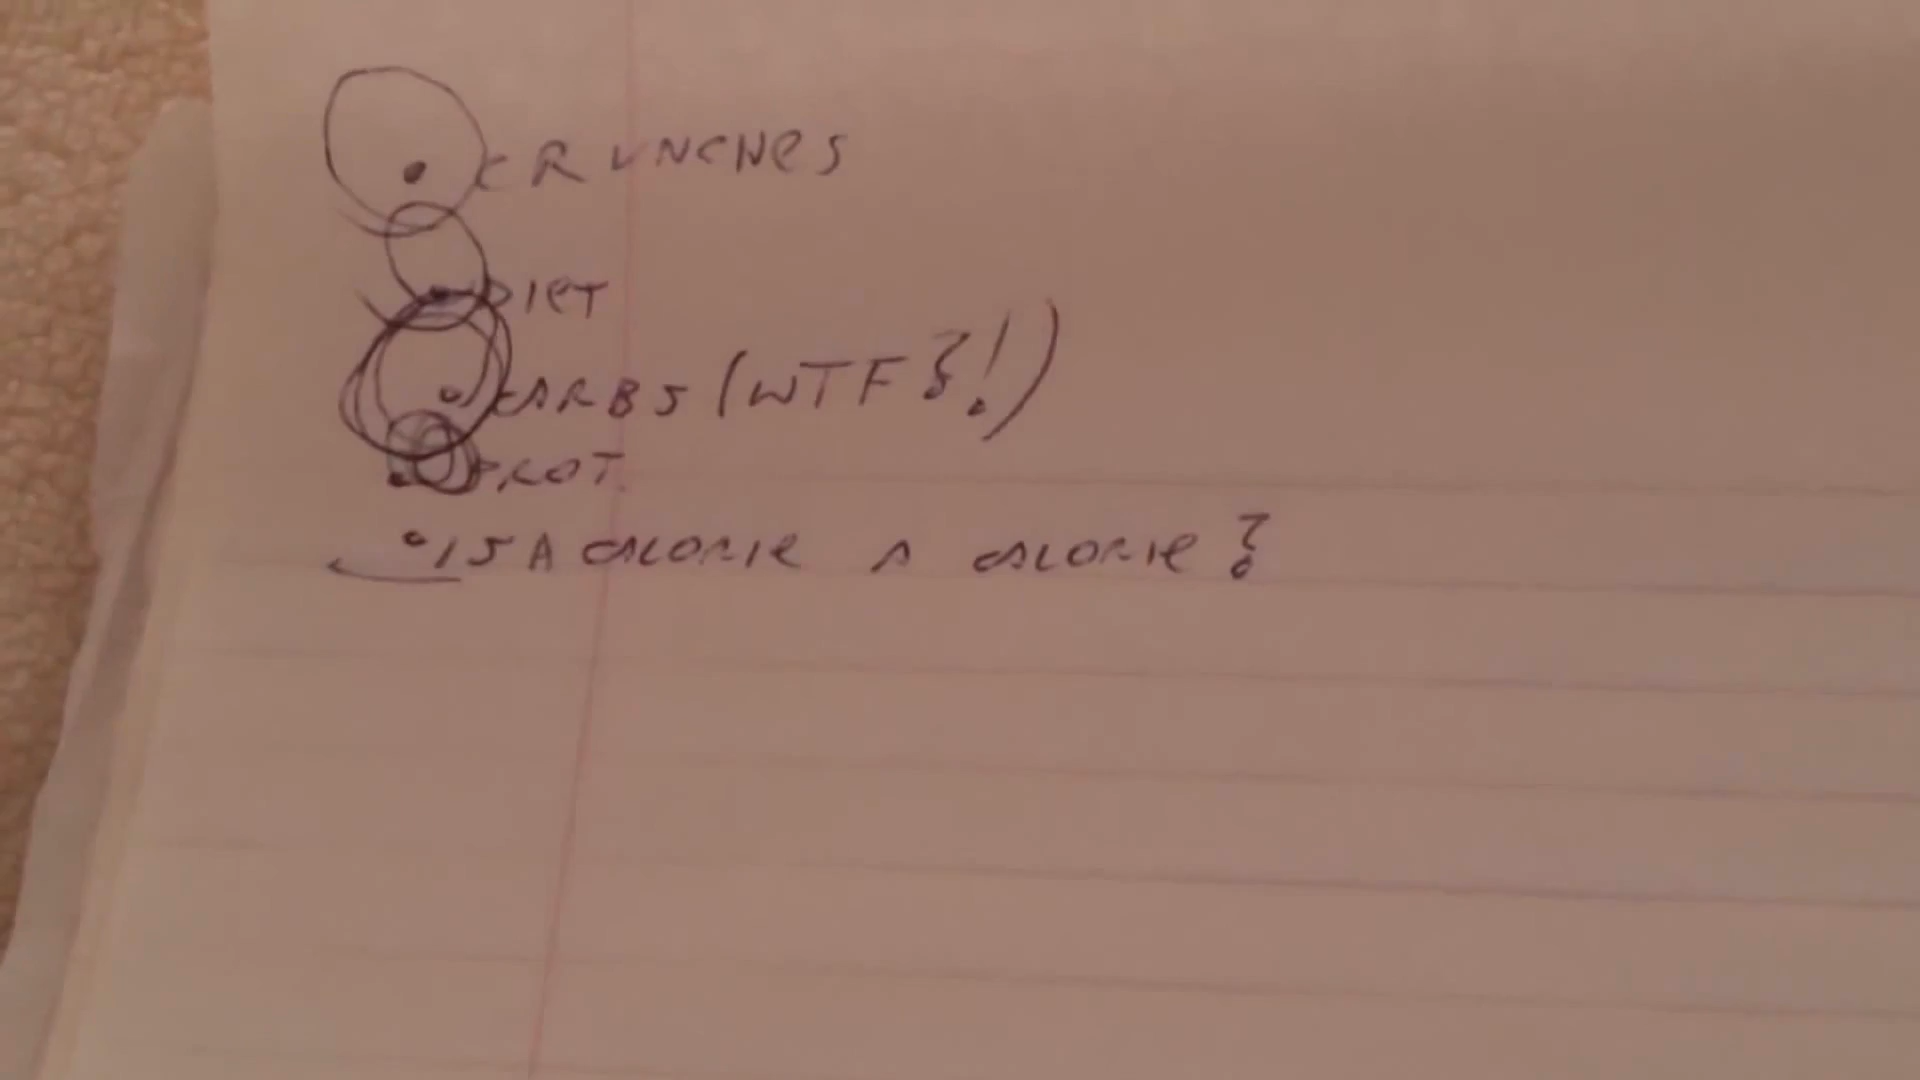 CRUNCHES
DIET
CARBS (WTF?!)
PROT.
IS A CALORIE A CALORIE?